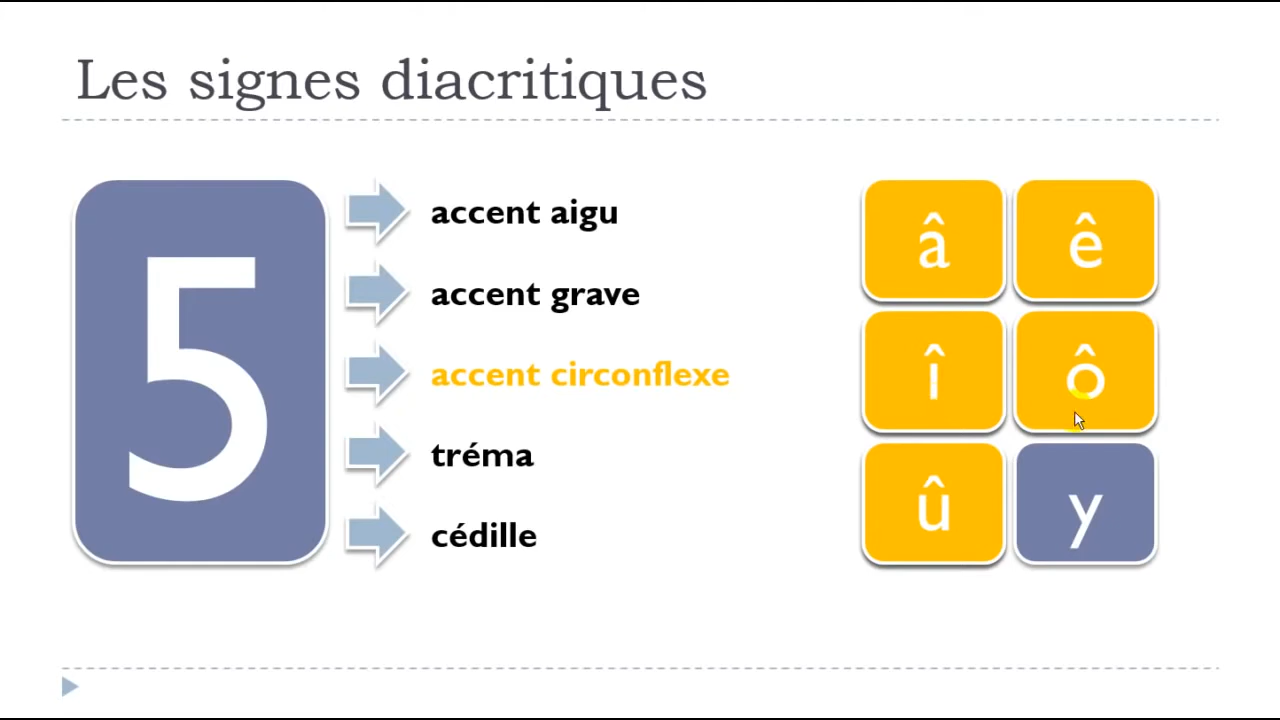 Les signes diacritiques
5
accent aigu
accent grave
accent circonflexe
tréma
cédille
â ê
î ô
û y